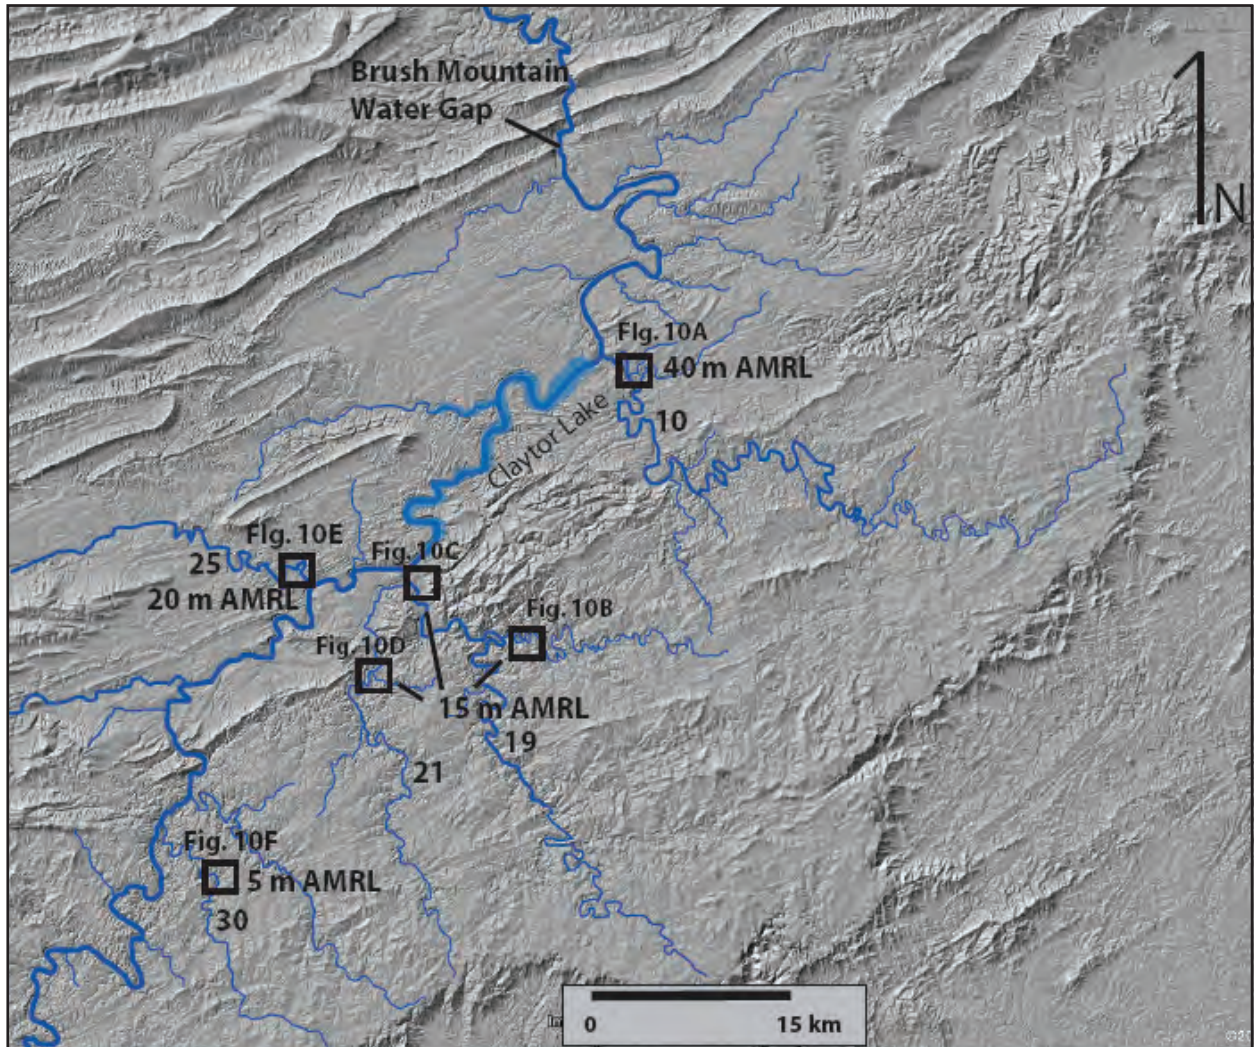 Brush Mountain
Water Gap
N
FIg. 10A
40 m AMRL
10
Claytor Lake
FIg. 10E
25
20 m AMRL
Fig. 10C
Fig. 10B
Fig. 10D
15 m AMRL
19
21
Fig. 10F
5 m AMRL
30
0 15 km